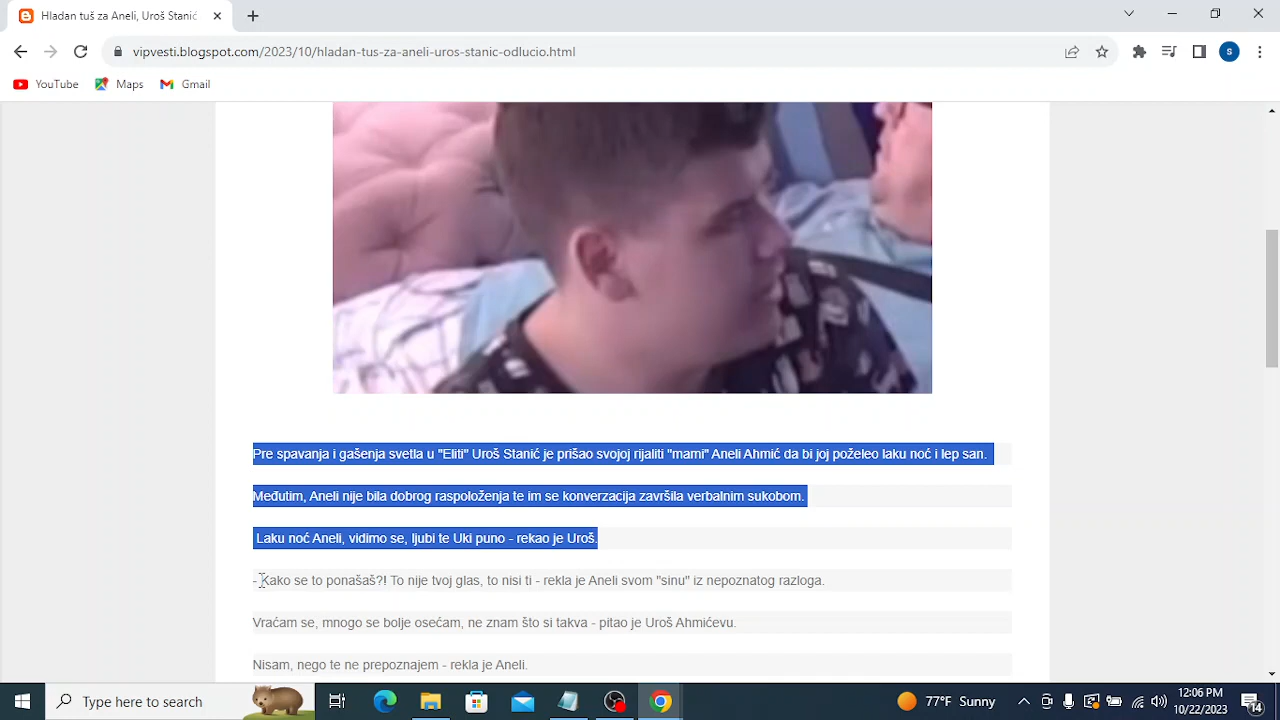 Hladan tuš za Aneli, Uroš Stanić
vipvesti.blogspot.com/2023/10/hladan-tus-za-aneli-uros-stanic-odlucio.html
S
YouTube
Maps
Gmail
Pre spavanja i gašenja svetla u "Eliti" Uroš Stanić je prišao svojoj rijaliti "mami" Aneli Ahmić da bi joj poželeo laku noć i lep san.
Međutim, Aneli nije bila dobrog raspoloženja te im se konverzacija završila verbalnim sukobom.
Laku noć Aneli, vidimo se, ljubi te Uki puno - rekao je Uroš.
- Kako se to ponašaš?! To nije tvoj glas, to nisi ti - rekla je Aneli svom "sinu" iz nepoznatog razloga.
Vraćam se, mnogo se bolje osećam, ne znam što si takva - pitao je Uroš Ahmićevu.
Nisam, nego te ne prepoznajem - rekla je Aneli.
Type here to search
77°F Sunny
12:06 PM
10/22/2023
14